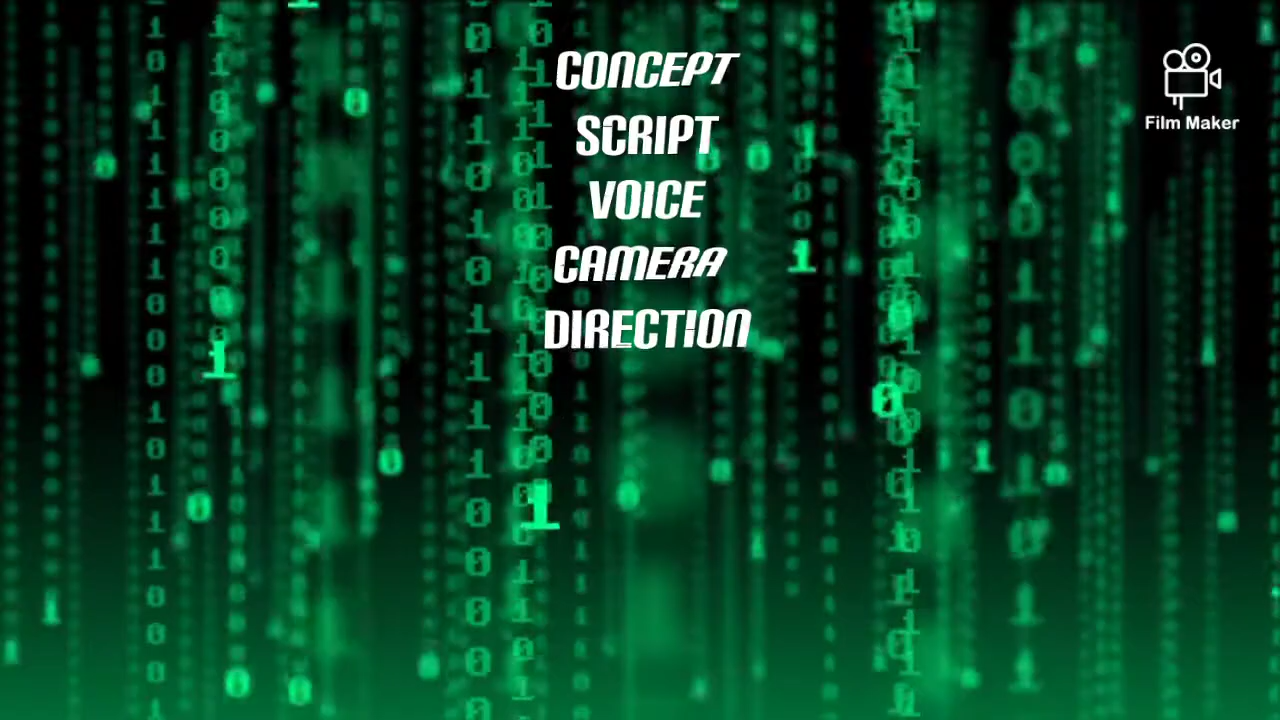 CONCEPT
SCRIPT
VOICE
CAMERA
DIRECTION
Film Maker